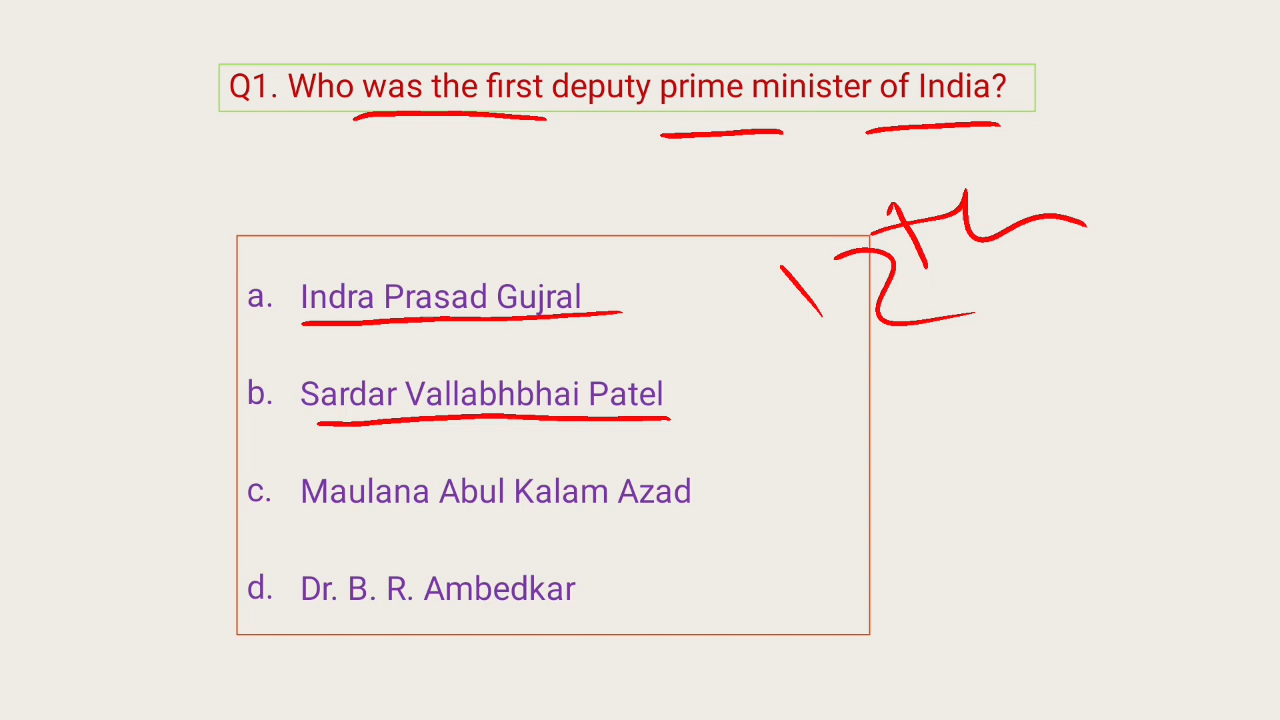 Q1. Who was the first deputy prime minister of India?
12th
a. Indra Prasad Gujral
b. Sardar Vallabhbhai Patel
c. Maulana Abul Kalam Azad
d. Dr. B. R. Ambedkar